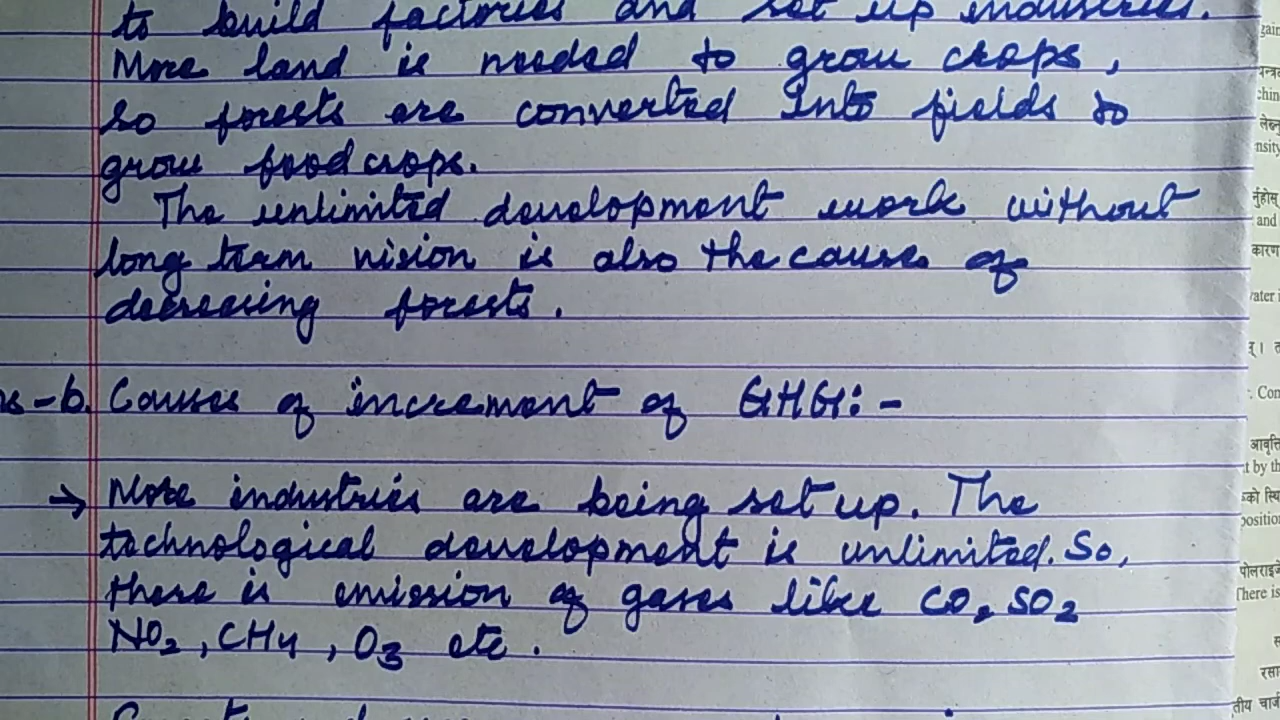 to build factories and set up industries.
More land is needed to grow crops,
so forests are converted Into fields to
grow food crops.
The unlimited development work without
long term vision is also the causes of
decreasing forests.
-b. Causes of increment of GHG:-
→ More industries are being set up. The
technological development is unlimited. So,
there is emission of gases like CO2 SO2
NO2, CH4, O3 etc.